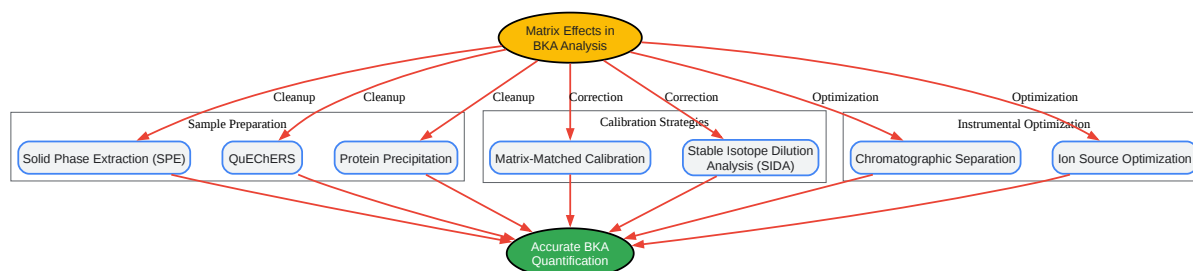 Matrix Effects in
BKA Analysis
Cleanup
Cleanup
Cleanup
Correction
Correction
Optimization
Optimization
Sample Preparation
Calibration Strategies
Instrumental Optimization
Solid Phase Extraction (SPE)
QuEChERS
Protein Precipitation
Matrix-Matched Calibration
Stable Isotope Dilution
Analysis (SIDA)
Chromatographic Separation
Ion Source Optimization
Accurate BKA
Quantification